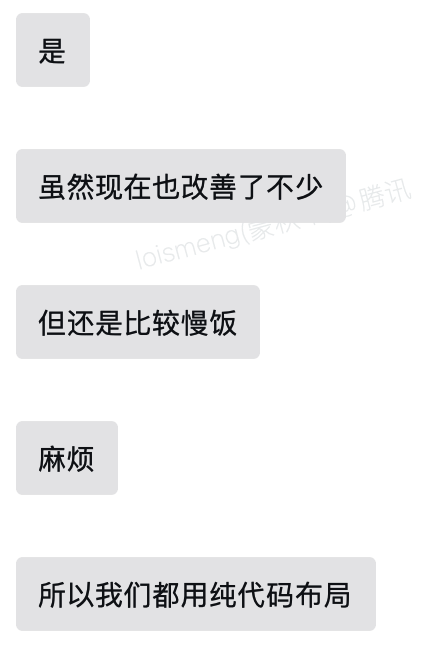 是
虽然现在也改善了不少
但还是比较慢饭
麻烦
所以我们都用纯代码布局
loismeng(蒙 @腾讯